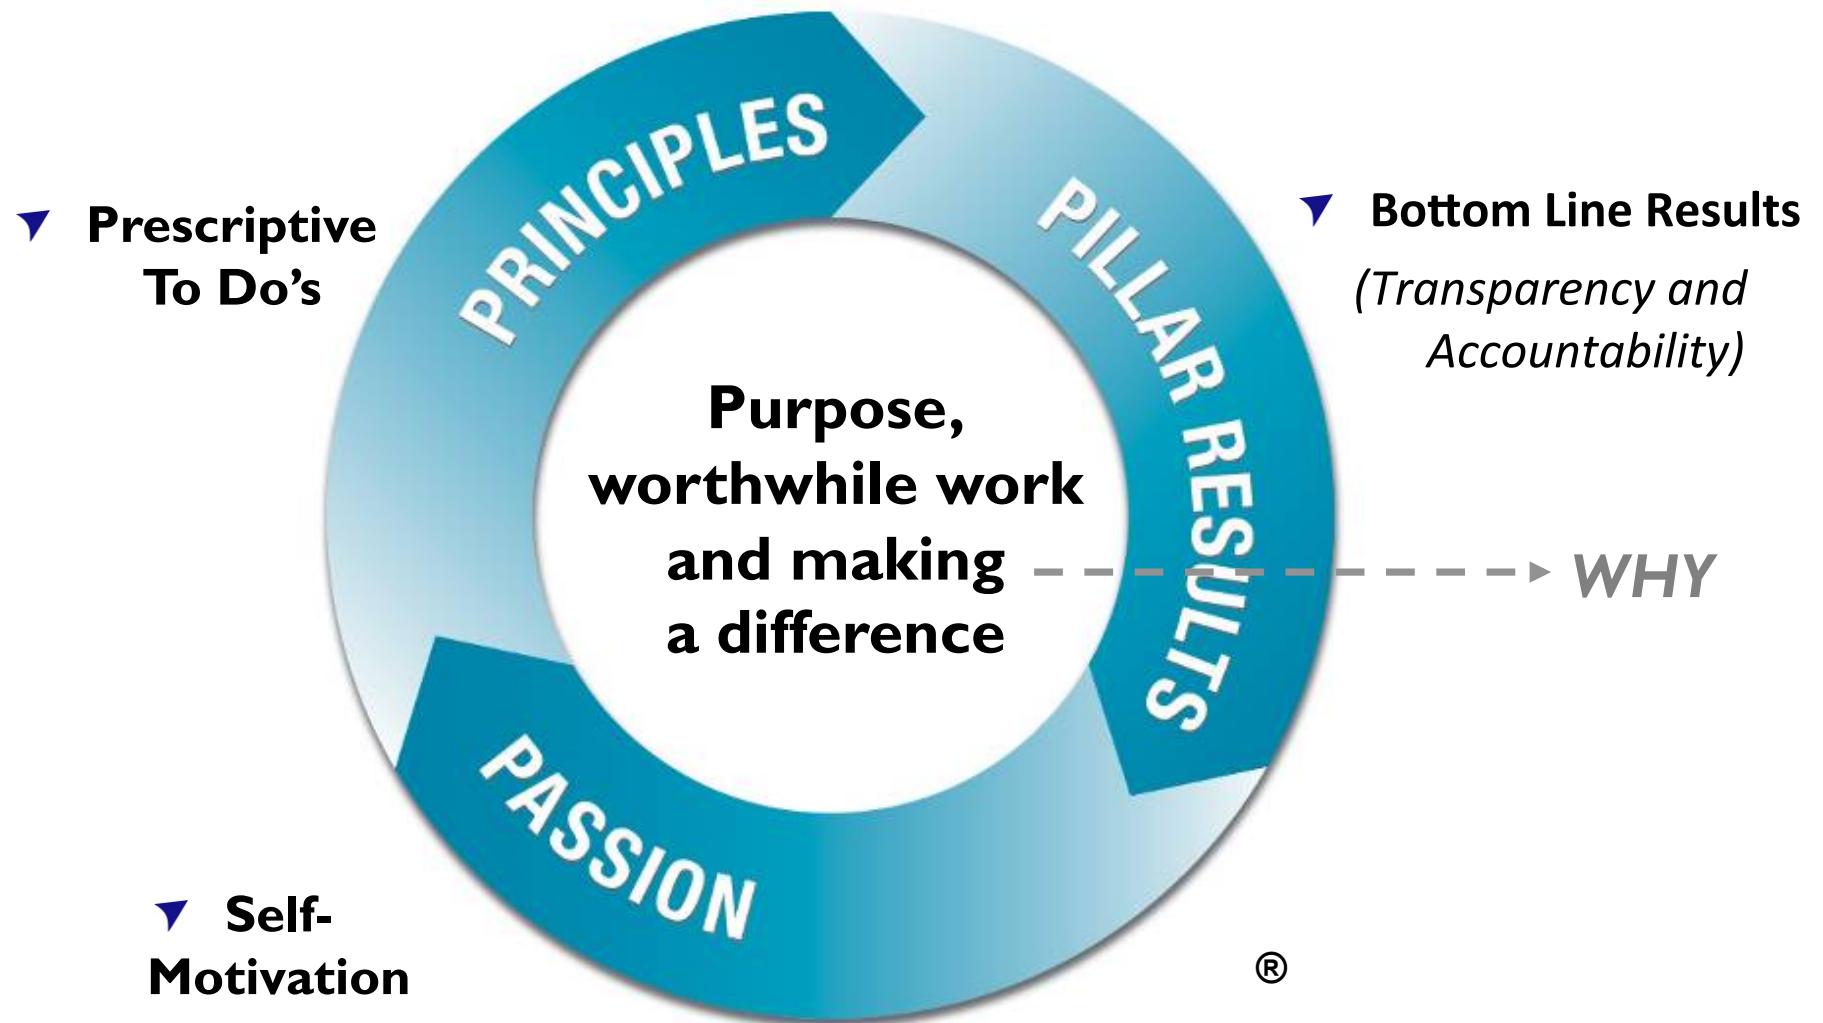 PRINCIPLES
PILLAR RESULTS
PASSION
Prescriptive
To Do’s
Bottom Line Results
(Transparency and
Accountability)
Purpose,
worthwhile work
and making
a difference
WHY
Self-
Motivation
®